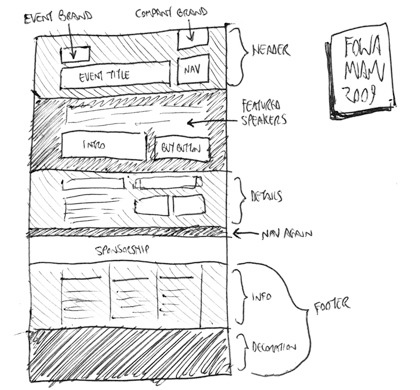 EVENT BRAND
COMPANY BRAND
HEADER
EVENT TITLE
NAV
FOWA
MIAMI
2009
FEATURED
SPEAKERS
INTRO
BUY BUTTON
DETAILS
NAV AGAIN
SPONSORSHIP
INFO
FOOTER
DECORATION